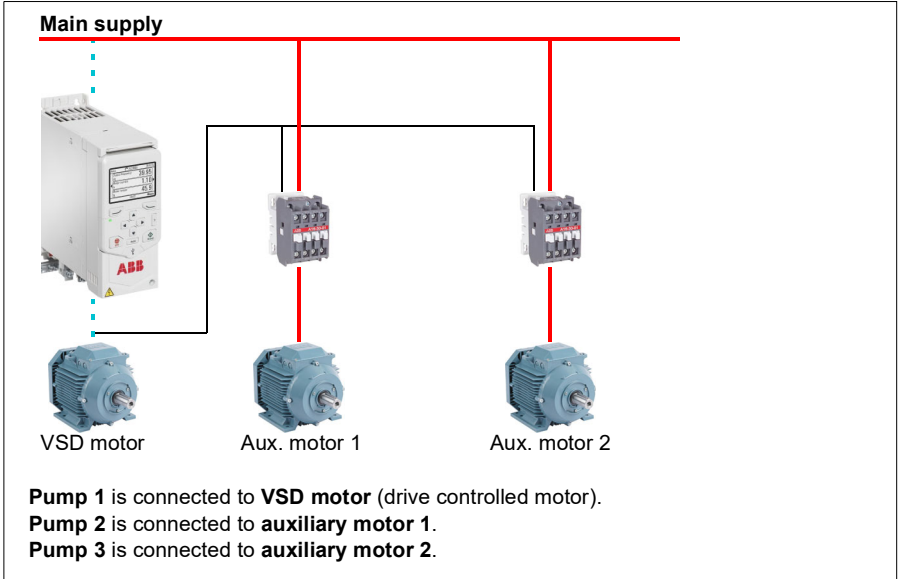 Main supply
ABB
VSD motor
Aux. motor 1
Aux. motor 2
Pump 1 is connected to VSD motor (drive controlled motor).
Pump 2 is connected to auxiliary motor 1.
Pump 3 is connected to auxiliary motor 2.